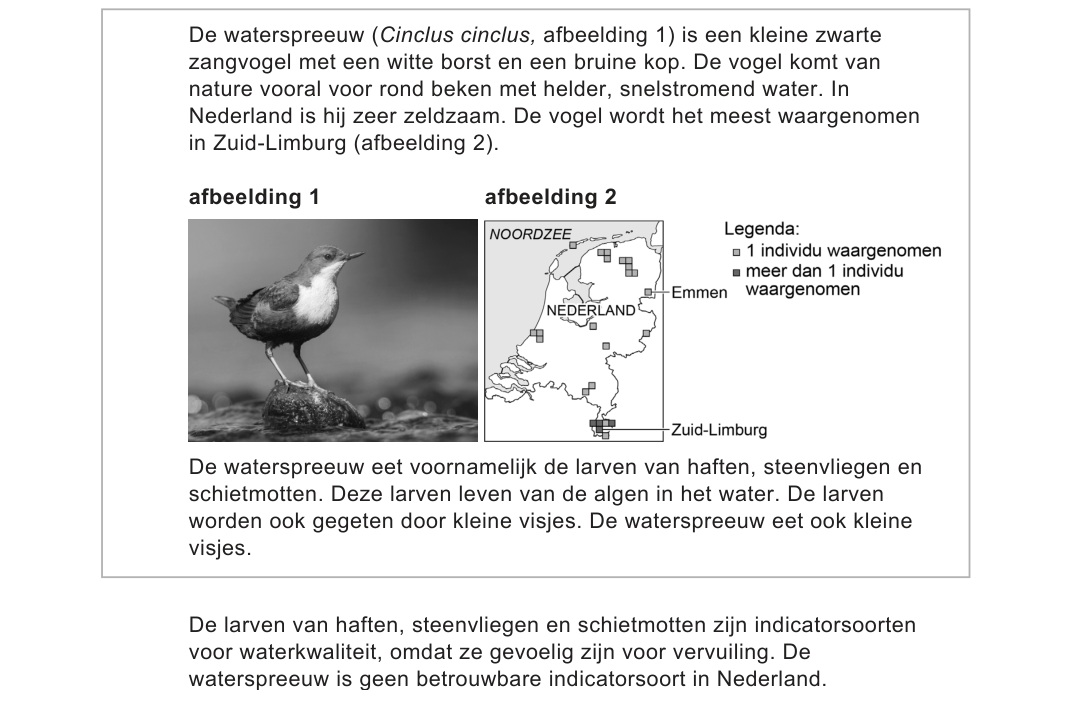 De waterspreeuw (Cinclus cinclus, afbeelding 1) is een kleine zwarte
zangvogel met een witte borst en een bruine kop. De vogel komt van
nature vooral voor rond beken met helder, snelstromend water. In
Nederland is hij zeer zeldzaam. De vogel wordt het meest waargenomen
in Zuid-Limburg (afbeelding 2).
afbeelding 1
afbeelding 2
NOORDZEE
NEDERLAND
Emmen
Zuid-Limburg
Legenda:
1 individu waargenomen
meer dan 1 individu
waargenomen
De waterspreeuw eet voornamelijk de larven van haften, steenvliegen en
schietmotten. Deze larven leven van de algen in het water. De larven
worden ook gegeten door kleine visjes. De waterspreeuw eet ook kleine
visjes.
De larven van haften, steenvliegen en schietmotten zijn indicatorsoorten
voor waterkwaliteit, omdat ze gevoelig zijn voor vervuiling. De
waterspreeuw is geen betrouwbare indicatorsoort in Nederland.